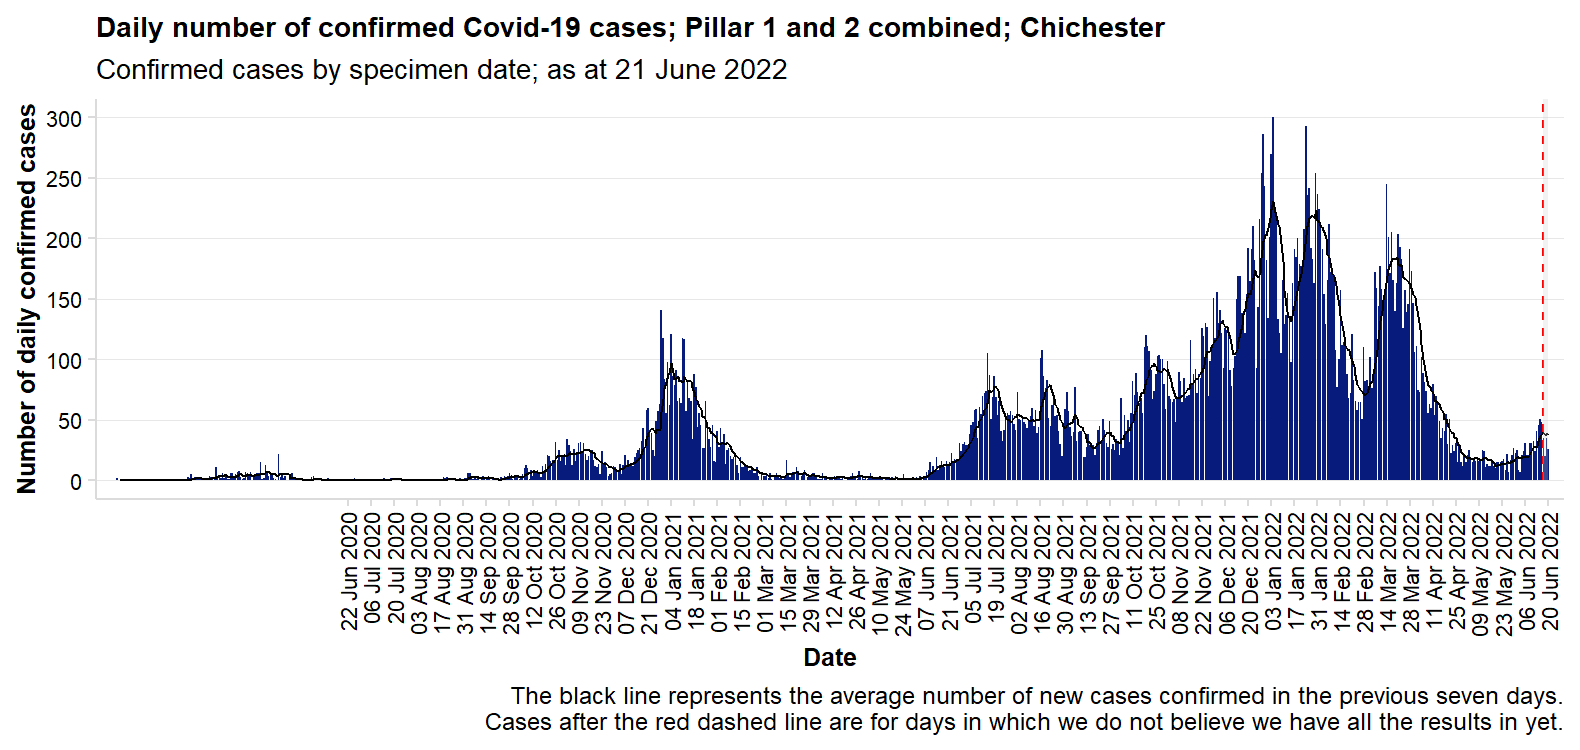 Daily number of confirmed Covid-19 cases; Pillar 1 and 2 combined; Chichester
Confirmed cases by specimen date; as at 21 June 2022
Number of daily confirmed cases
300
250
200
150
100
50
0
22 Jun 2020
06 Jul 2020
20 Jul 2020
03 Aug 2020
17 Aug 2020
31 Aug 2020
14 Sep 2020
28 Sep 2020
12 Oct 2020
26 Oct 2020
09 Nov 2020
23 Nov 2020
07 Dec 2020
21 Dec 2020
04 Jan 2021
18 Jan 2021
01 Feb 2021
15 Feb 2021
01 Mar 2021
15 Mar 2021
29 Mar 2021
12 Apr 2021
26 Apr 2021
10 May 2021
24 May 2021
07 Jun 2021
21 Jun 2021
05 Jul 2021
19 Jul 2021
02 Aug 2021
16 Aug 2021
30 Aug 2021
13 Sep 2021
27 Sep 2021
11 Oct 2021
25 Oct 2021
08 Nov 2021
22 Nov 2021
06 Dec 2021
20 Dec 2021
03 Jan 2022
17 Jan 2022
31 Jan 2022
14 Feb 2022
28 Feb 2022
14 Mar 2022
28 Mar 2022
11 Apr 2022
25 Apr 2022
09 May 2022
23 May 2022
06 Jun 2022
20 Jun 2022
Date
The black line represents the average number of new cases confirmed in the previous seven days.
Cases after the red dashed line are for days in which we do not believe we have all the results in yet.